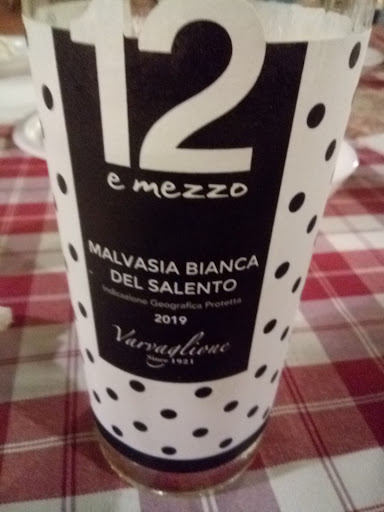 12
e mezzo
MALVASIA BIANCA
DEL SALENTO
Indicazione Geografica Protetta
2019
Varvaglione
Since 1921